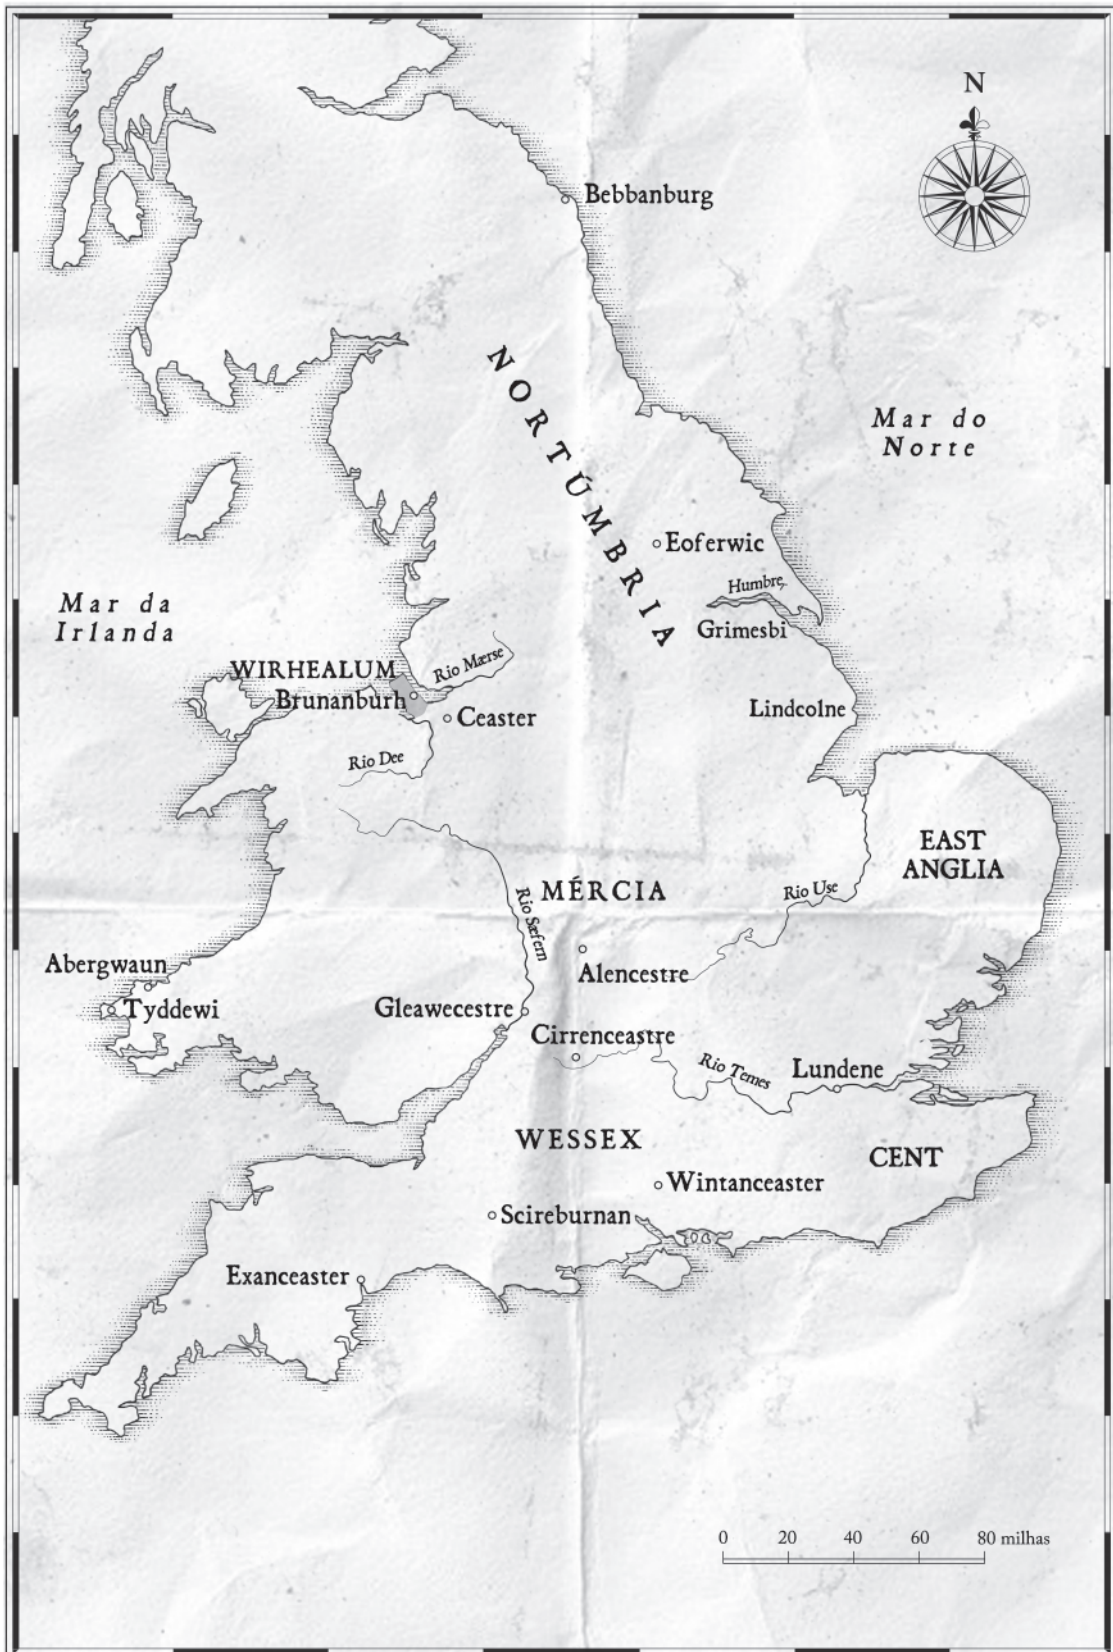 N
Bebbanburg
NORTÚMBRIA
Mar do
Norte
Eoferwic
Humbre
Mar da
Irlanda
Grimesbi
WIRHEALUM
Rio Mærse
Brunanburh
Ceaster
Lindcolne
Rio Dee
EAST
ANGLIA
MÉRCIA
Rio Use
Rio Sæfern
Abergwaun
Alencestre
Tyddewi
Gleawecestre
Cirrenceastre
Rio Temes
Lundene
WESSEX
CENT
Wintanceaster
Scireburnan
Exanceaster
0 20 40 60 80 milhas